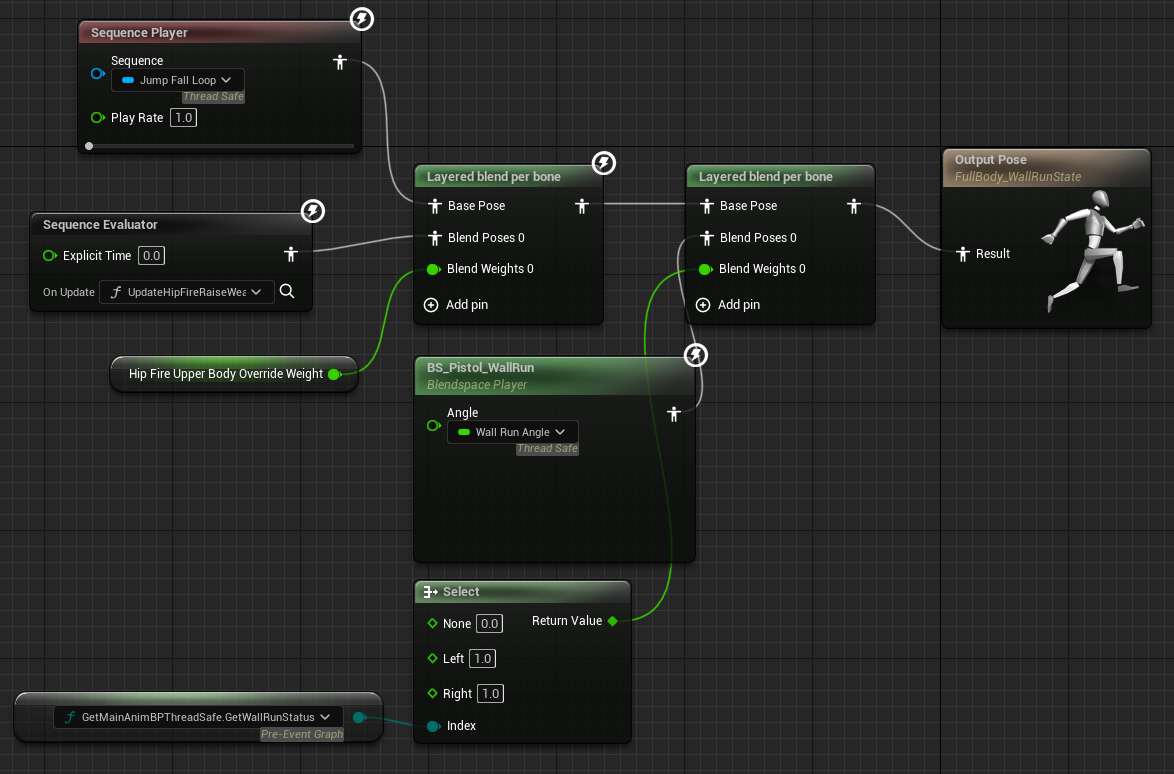 Sequence Player
Sequence
Jump Fall Loop
Thread Safe
Play Rate 1.0
Sequence Evaluator
Explicit Time 0.0
On Update UpdateHipFireRaiseWea
Hip Fire Upper Body Override Weight
Layered blend per bone
Base Pose
Blend Poses 0
Blend Weights 0
Add pin
Layered blend per bone
Base Pose
Blend Poses 0
Blend Weights 0
Add pin
Output Pose
FullBody_WallRunState
Result
BS_Pistol_WallRun
Blendspace Player
Angle
Wall Run Angle
Thread Safe
Select
None 0.0
Return Value
Left 1.0
Right 1.0
Index
GetMainAnimBPThreadSafe.GetWallRunStatus
Pre-Event Graph